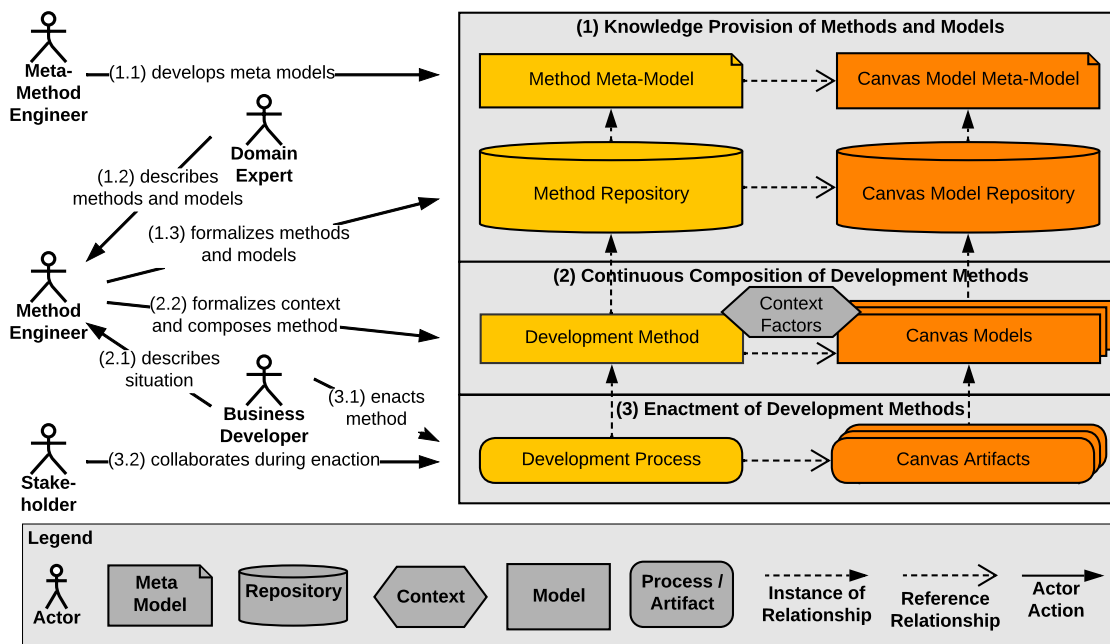 Meta-
Method
Engineer
(1.1) develops meta models
Domain
Expert
(1.2) describes
methods and models
(1.3) formalizes methods
and models
Method
Engineer
(2.2) formalizes context
and composes method
(2.1) describes
situation
Business
Developer
(3.1) enacts
method
Stake-
holder
(3.2) collaborates during enaction
(1) Knowledge Provision of Methods and Models
Method Meta-Model
Canvas Model Meta-Model
Method Repository
Canvas Model Repository
(2) Continuous Composition of Development Methods
Context
Factors
Development Method
Canvas Models
(3) Enactment of Development Methods
Development Process
Canvas Artifacts
Legend
Actor
Meta
Model
Repository
Context
Model
Process /
Artifact
Instance of
Relationship
Reference
Relationship
Actor
Action